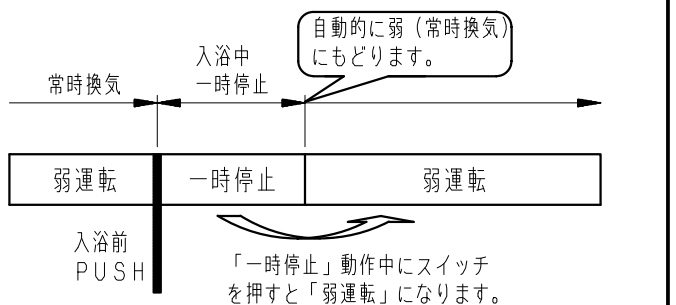 自動的に弱（常時換気）
にもどります。
入浴中
一時停止
常時換気
弱運転
一時停止
弱運転
入浴前
PUSH
「一時停止」動作中にスイッチ
を押すと「弱運転」になります。